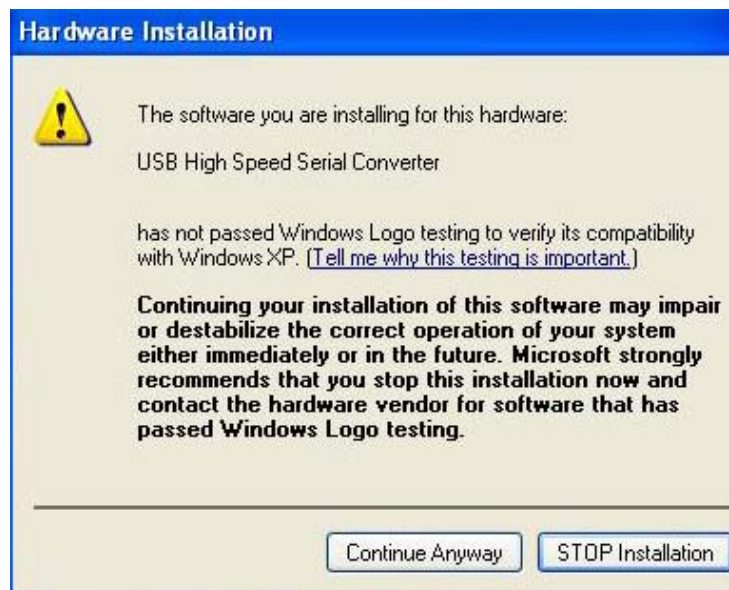 Hardware Installation
The software you are installing for this hardware:
USB High Speed Serial Converter
has not passed Windows Logo testing to verify its compatibility
with Windows XP. (Tell me why this testing is important.)
Continuing your installation of this software may impair
or destabilize the correct operation of your system
either immediately or in the future. Microsoft strongly
recommends that you stop this installation now and
contact the hardware vendor for software that has
passed Windows Logo testing.
Continue Anyway STOP Installation